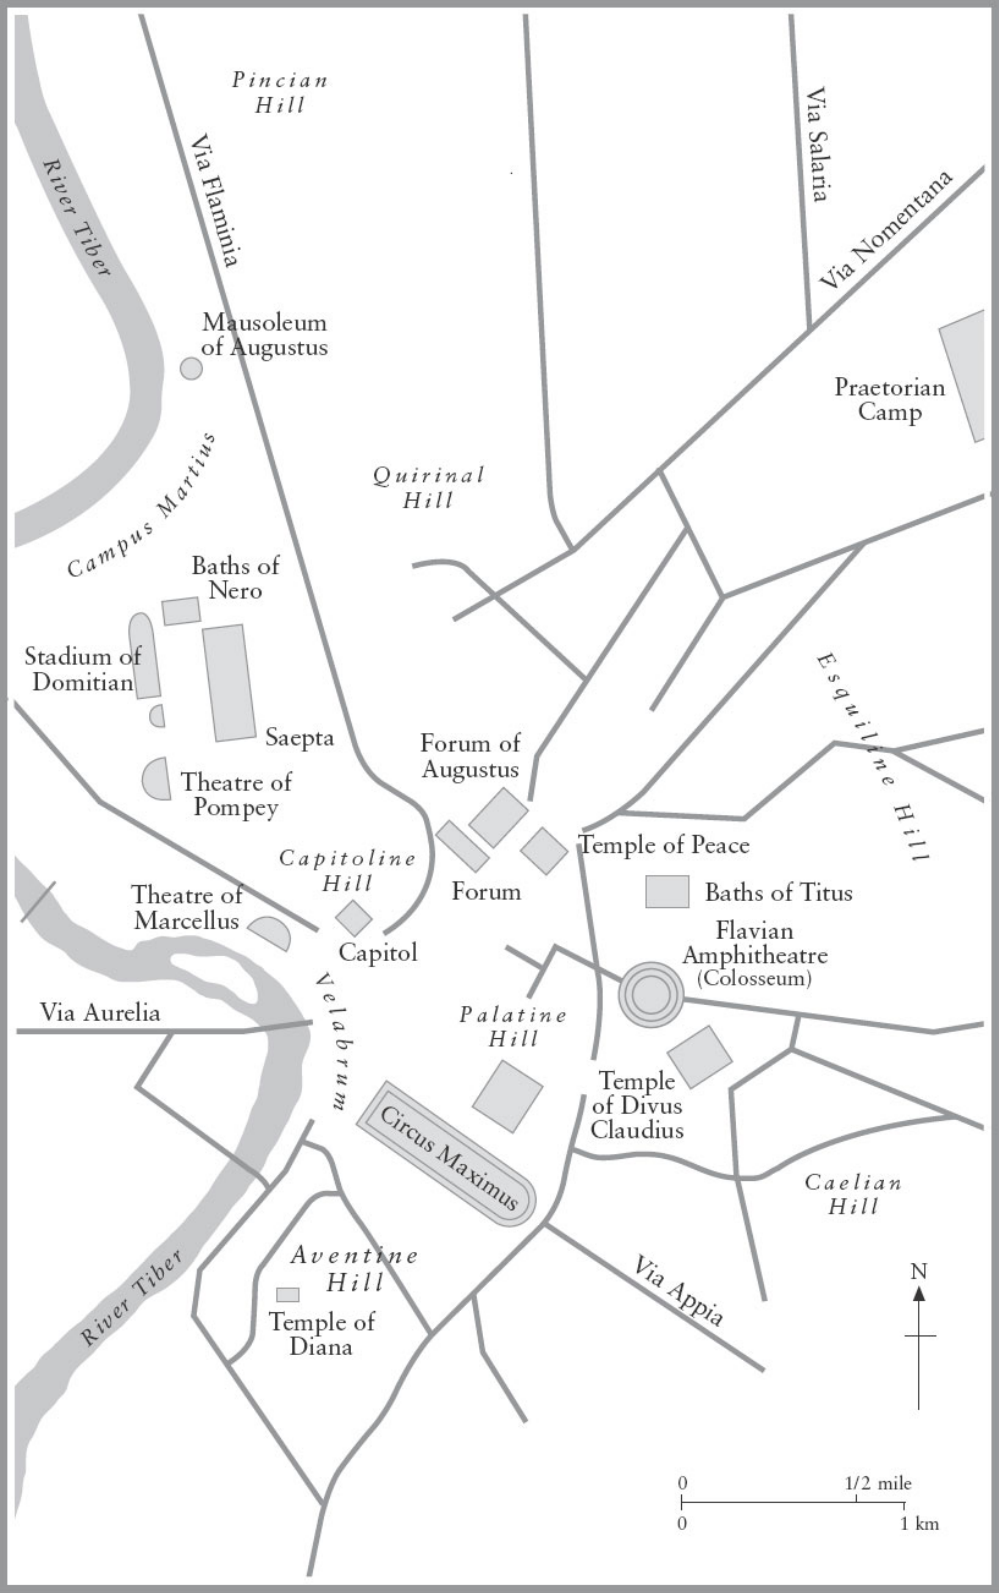 Pincian
Hill
Via Salaria
Via Flaminia
River Tiber
Via Nomentana
Mausoleum
of Augustus
Praetorian
Camp
Campus Martius
Quirinal
Hill
Baths of
Nero
Stadium of
Domitian
Esquiline Hill
Saepta
Forum of
Augustus
Theatre of
Pompey
Temple of Peace
Capitoline
Hill
Forum
Baths of Titus
Theatre of
Marcellus
Capitol
Flavian
Amphitheatre
(Colosseum)
Via Aurelia
Velabrum
Palatine
Hill
Temple
of Divus
Claudius
Circus Maximus
Caelian
Hill
Aventine
Hill
River Tiber
Via Appia
N
Temple of
Diana
0 1/2 mile
0 1 km